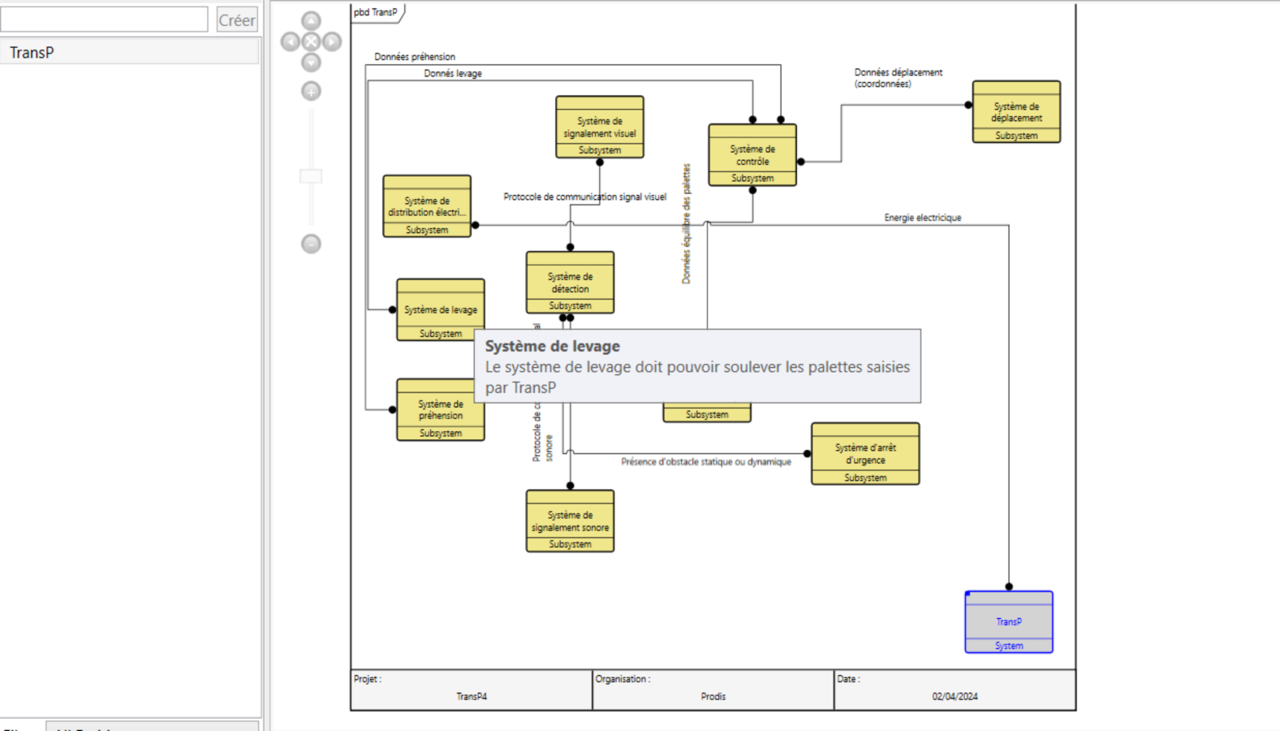 Créer
TransP
pbd TransP
Données préhension
Donnés levage
Données déplacement
(coordonnées)
Système de
signalement visuel
Subsystem
Système de
contrôle
Subsystem
Système de
déplacement
Subsystem
Système de
distribution électri...
Subsystem
Protocole de communication signal visuel
Données équilibre des palettes
Energie electricique
Système de
détection
Subsystem
Système de levage
Subsystem
Système de levage
Le système de levage doit pouvoir soulever les palettes saisies
par TransP
Système de
préhension
Subsystem
Protocole de
sonore
Subsystem
Présence d'obstacle statique ou dynamique
Système d'arrêt
d'urgence
Subsystem
Système de
signalement sonore
Subsystem
TransP
System
Projet :
TransP4
Organisation :
Prodis
Date :
02/04/2024